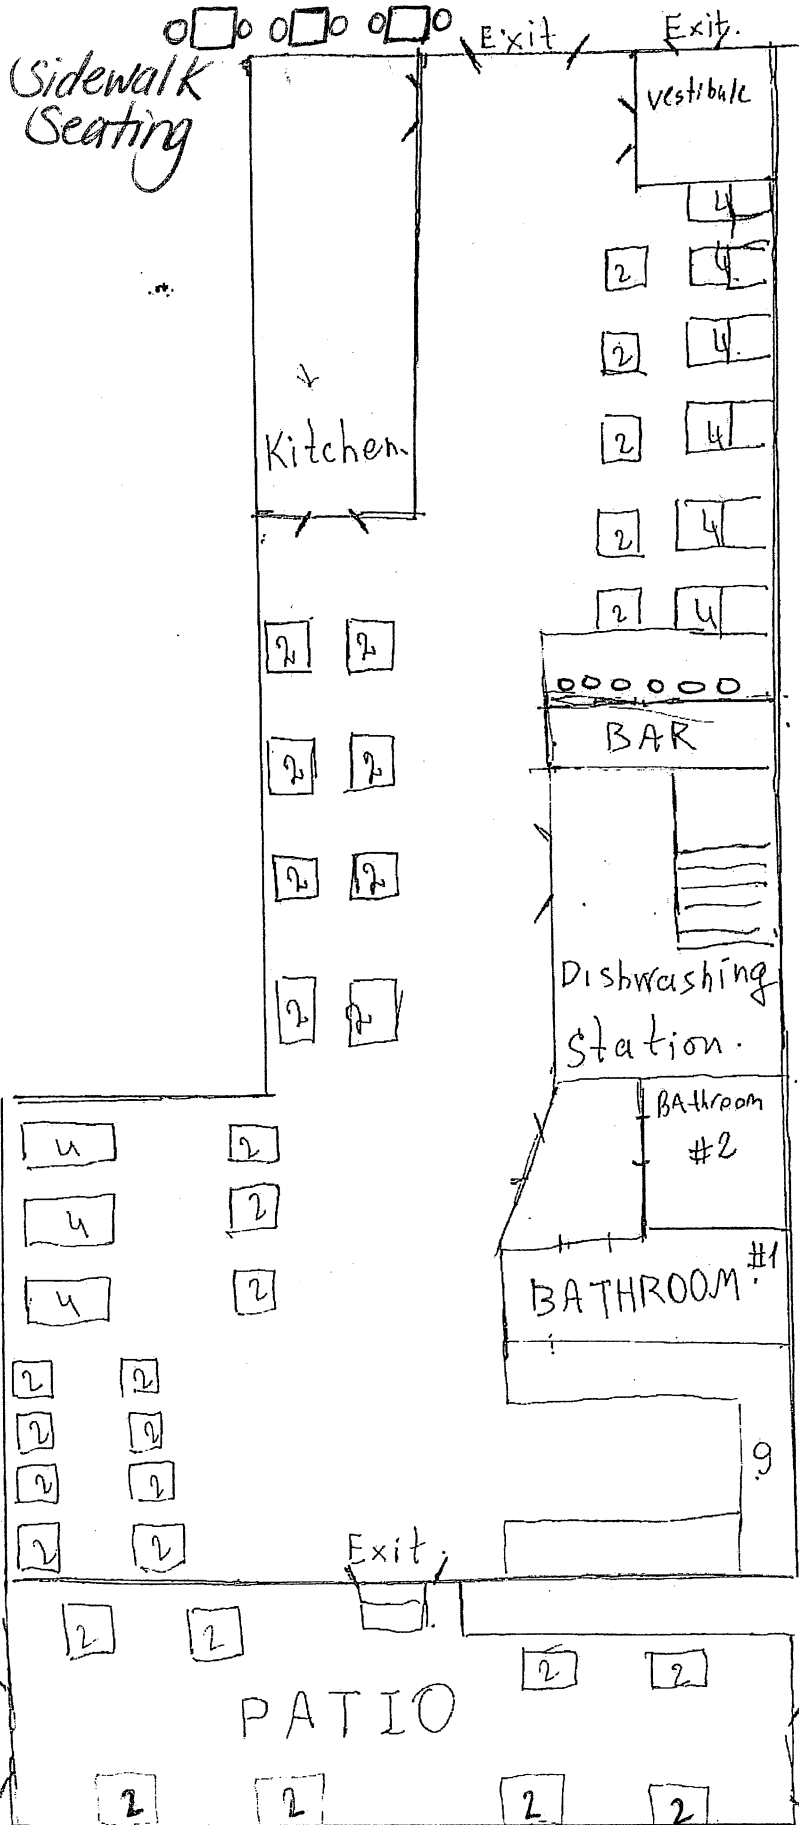 Exit
Exit.
Sidewalk
Seating
vestibule
4
2 4
2 4
Kitchen.
2 4
2 4
2 4
2 2
BAR
2 2
2 2
Dishwashing
2 2
Station.
BAthroom
#2
4 2
4 2
#1
BATHROOM
4 2
2 2
2 2
9
2 2
2 2
Exit.
2 2
2 2
PATIO
2 2 2 2